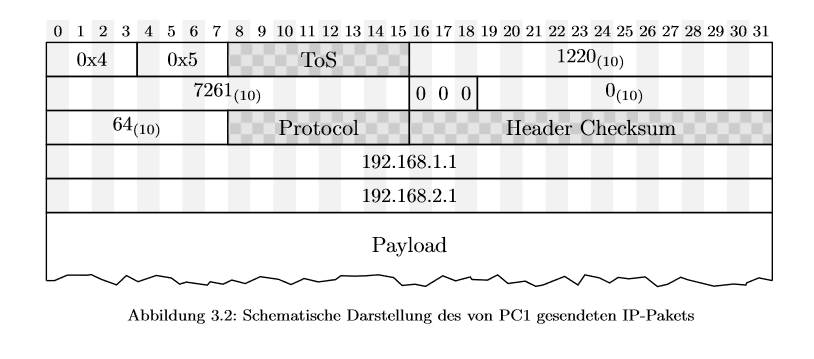 0 1 2 3 4 5 6 7 8 9 10 11 12 13 14 15 16 17 18 19 20 21 22 23 24 25 26 27 28 29 30 31
0x4 0x5 ToS 1220(10)
7261(10) 0 0 0 0(10)
64(10) Protocol Header Checksum
192.168.1.1
192.168.2.1
Payload
Abbildung 3.2: Schematische Darstellung des von PC1 gesendeten IP-Pakets